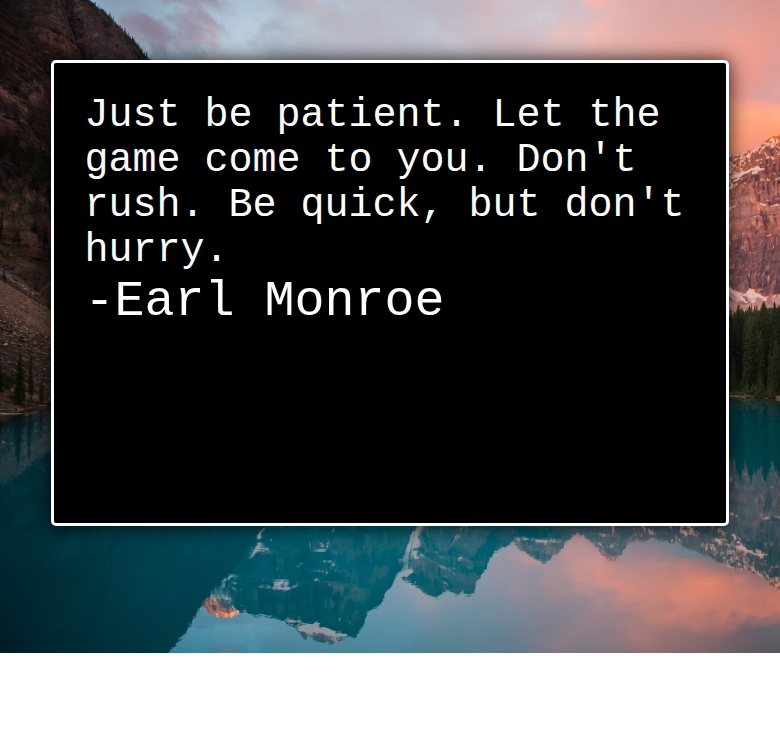 Just be patient. Let the
game come to you. Don't
rush. Be quick, but don't
hurry.
-Earl Monroe